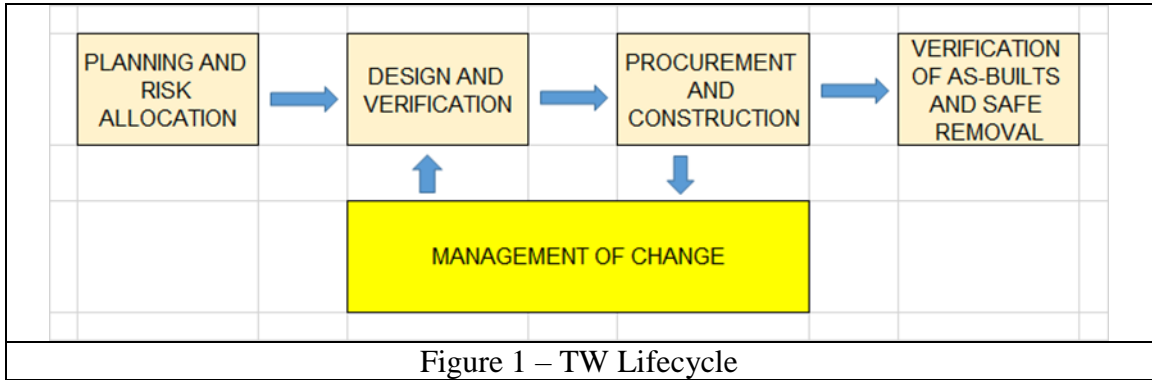 PLANNING AND
RISK
ALLOCATION
DESIGN AND
VERIFICATION
PROCUREMENT
AND
CONSTRUCTION
VERIFICATION
OF AS-BUILTS
AND SAFE
REMOVAL
MANAGEMENT OF CHANGE
Figure 1 – TW Lifecycle